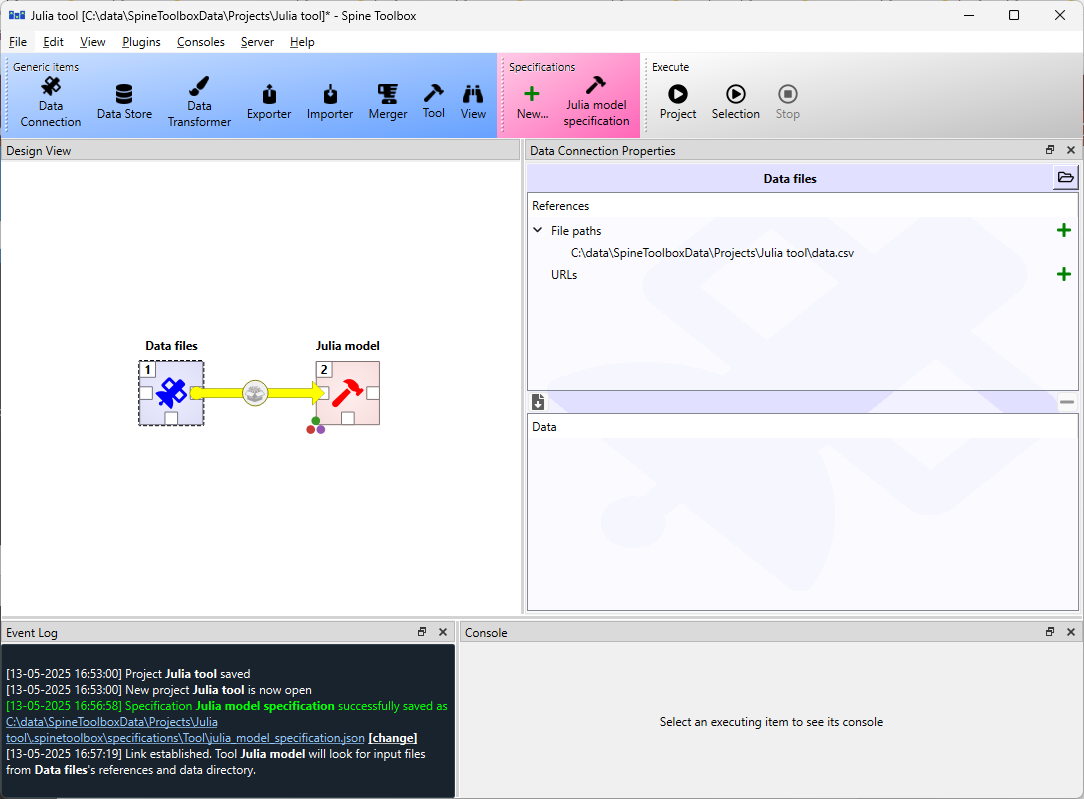 Julia tool [C:\data\SpineToolboxData\Projects\Julia tool]* - Spine Toolbox
File Edit View Plugins Consoles Server Help
Generic items
Data Connection
Data Store
Data Transformer
Exporter
Importer
Merger
Tool
View
Specifications
New...
Julia model specification
Execute
Project
Selection
Stop
Design View
Data files
1
Julia model
2
Data Connection Properties
Data files
References
File paths
C:\data\SpineToolboxData\Projects\Julia tool\data.csv
URLs
Data
Event Log
[13-05-2025 16:53:00] Project Julia tool saved
[13-05-2025 16:53:00] New project Julia tool is now open
[13-05-2025 16:56:58] Specification Julia model specification successfully saved as
C:\data\SpineToolboxData\Projects\Julia
tool\.spinetoolbox\specifications\Tool\julia_model_specification.json [change]
[13-05-2025 16:57:19] Link established. Tool Julia model will look for input files
from Data files's references and data directory.
Console
Select an executing item to see its console